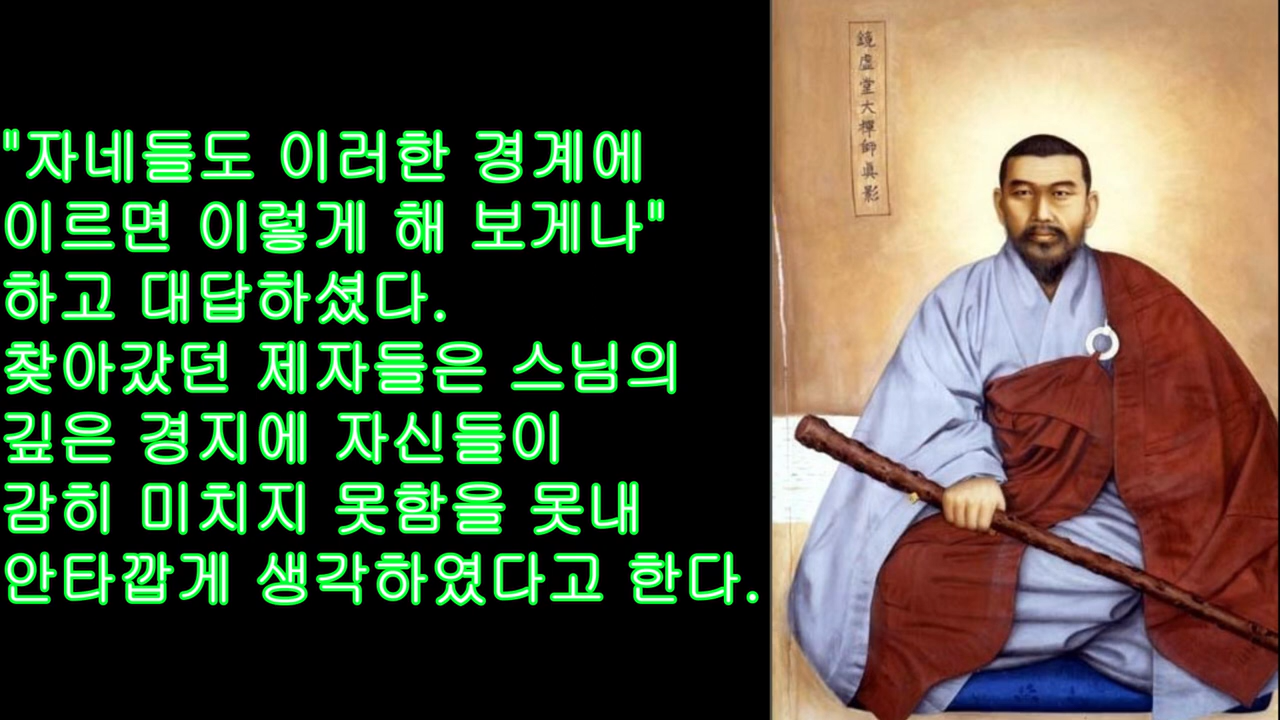 "자네들도 이러한 경계에
이르면 이렇게 해 보게나"
하고 대답하셨다.
찾아갔던 제자들은 스님의
깊은 경지에 자신들이
감히 미치지 못함을 못내
안타깝게 생각하였다고 한다.
鏡虛堂大禪師眞影